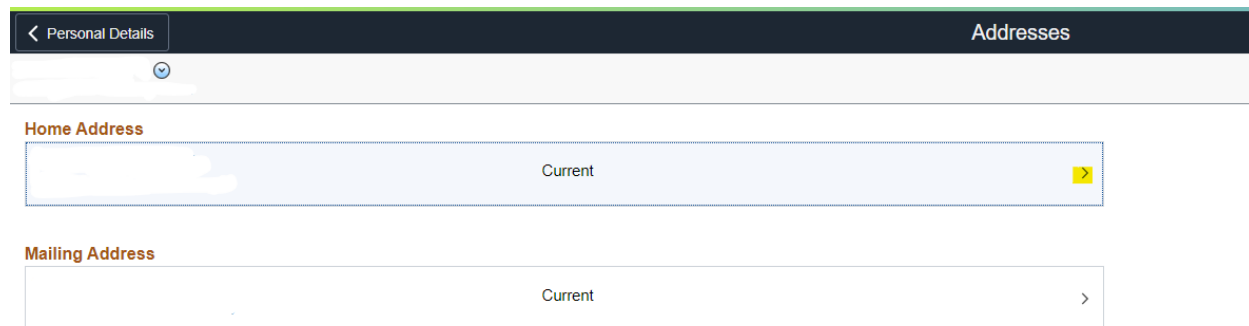 Personal Details
Addresses
Home Address
Current
Mailing Address
Current